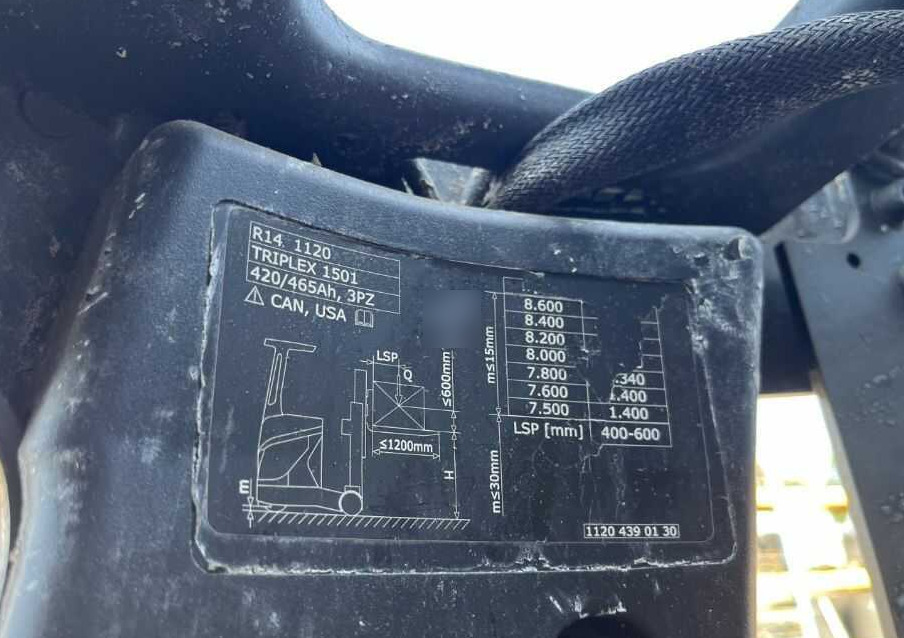 R14 1120
TRIPLEX 1501
420/465Ah, 3PZ
CAN, USA
LSP
Q
≤600mm
≤1200mm
H
m
m≤15mm
m≤30mm
8.600
8.400
8.200
8.000
7.800 .340
7.600 1.400
7.500 1.400
LSP [mm] 400-600
1120 439 01 30